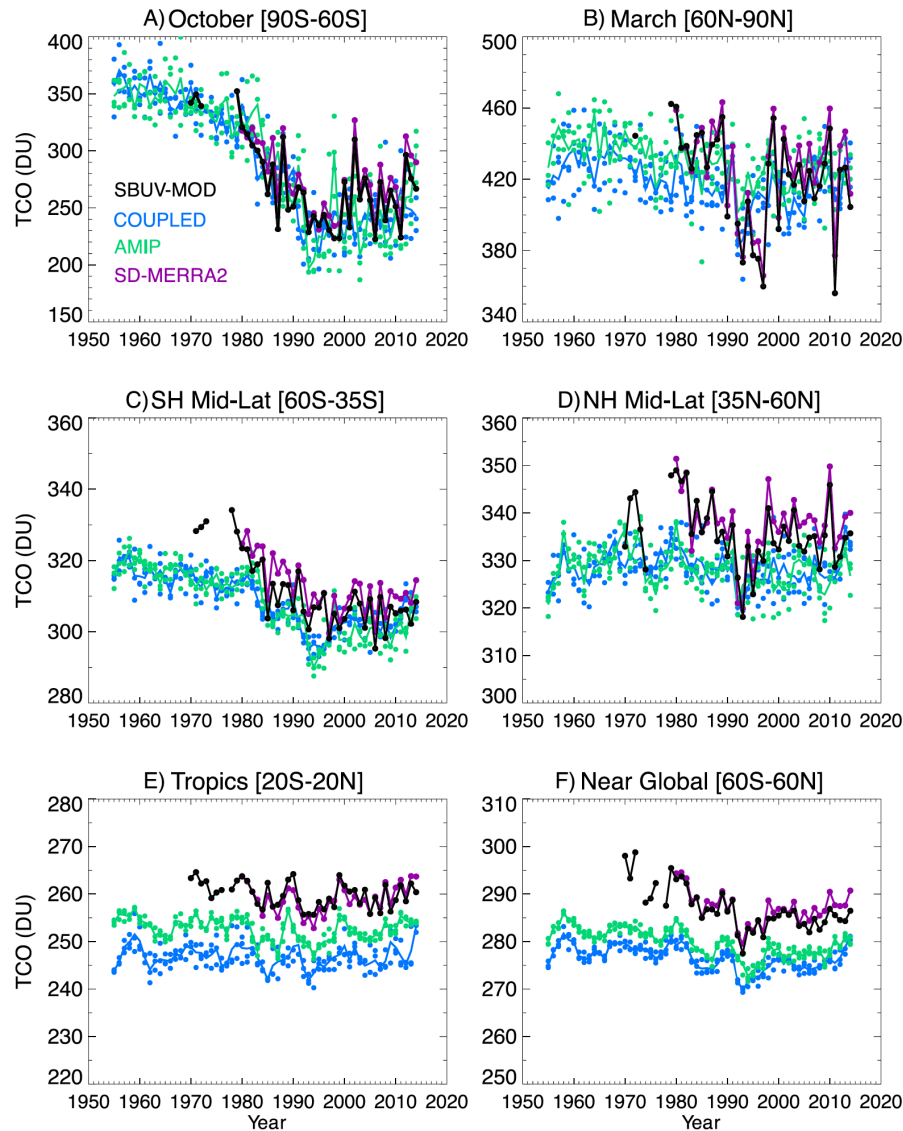 A) October [90S-60S]
400
350
300
250
200
150
TCO (DU)
SBUV-MOD
COUPLED
AMIP
SD-MERRA2
1950 1960 1970 1980 1990 2000 2010 2020
B) March [60N-90N]
500
460
420
380
340
1950 1960 1970 1980 1990 2000 2010 2020
C) SH Mid-Lat [60S-35S]
360
340
320
300
280
TCO (DU)
1950 1960 1970 1980 1990 2000 2010 2020
D) NH Mid-Lat [35N-60N]
360
350
340
330
320
310
300
1950 1960 1970 1980 1990 2000 2010 2020
E) Tropics [20S-20N]
280
270
260
250
240
230
220
TCO (DU)
1950 1960 1970 1980 1990 2000 2010 2020
Year
F) Near Global [60S-60N]
310
300
290
280
270
260
250
1950 1960 1970 1980 1990 2000 2010 2020
Year